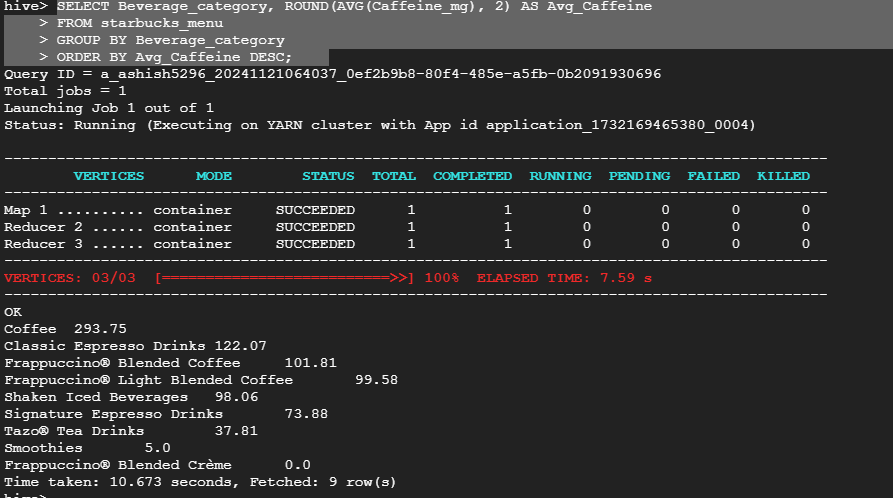 hive> SELECT Beverage_category, ROUND(AVG(Caffeine_mg), 2) AS Avg_Caffeine
    > FROM starbucks_menu
    > GROUP BY Beverage_category
    > ORDER BY Avg_Caffeine DESC;
Query ID = a_ashish5296_20241121064037_0ef2b9b8-80f4-485e-a5fb-0b2091930696
Total jobs = 1
Launching Job 1 out of 1
Status: Running (Executing on YARN cluster with App id application_1732169465380_0004)
----------------------------------------------------------------------------------------------
        VERTICES      MODE        STATUS  TOTAL  COMPLETED  RUNNING  PENDING  FAILED  KILLED
----------------------------------------------------------------------------------------------
Map 1 .......... container     SUCCEEDED      1          1        0        0       0       0
Reducer 2 ...... container     SUCCEEDED      1          1        0        0       0       0
Reducer 3 ...... container     SUCCEEDED      1          1        0        0       0       0
----------------------------------------------------------------------------------------------
VERTICES: 03/03  [==========================>>] 100%  ELAPSED TIME: 7.59 s
----------------------------------------------------------------------------------------------
OK
Coffee  293.75
Classic Espresso Drinks 122.07
Frappuccino® Blended Coffee     101.81
Frappuccino® Light Blended Coffee       99.58
Shaken Iced Beverages   98.06
Signature Espresso Drinks       73.88
Tazo® Tea Drinks        37.81
Smoothies       5.0
Frappuccino® Blended Crème      0.0
Time taken: 10.673 seconds, Fetched: 9 row(s)
hive>